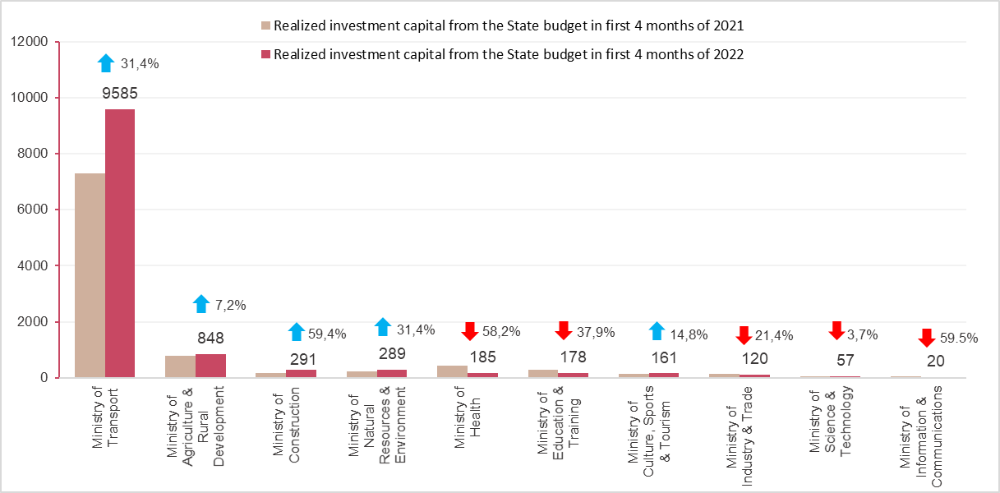 Realized investment capital from the State budget in first 4 months of 2021
Realized investment capital from the State budget in first 4 months of 2022
12000
10000
8000
6000
4000
2000
0
31,4%
9585
7,2%
848
59,4%
291
31,4%
289
58,2%
185
37,9%
178
14,8%
161
21,4%
120
3,7%
57
59.5%
20
Ministry of
Transport
Ministry of
Agriculture &
Rural
Development
Ministry of
Construction
Ministry of
Natural
Resources &
Environment
Ministry of
Health
Ministry of
Education &
Training
Ministry of
Culture, Sports
& Tourism
Ministry of
Industry & Trade
Ministry of
Science &
Technology
Ministry of
Information &
Communications